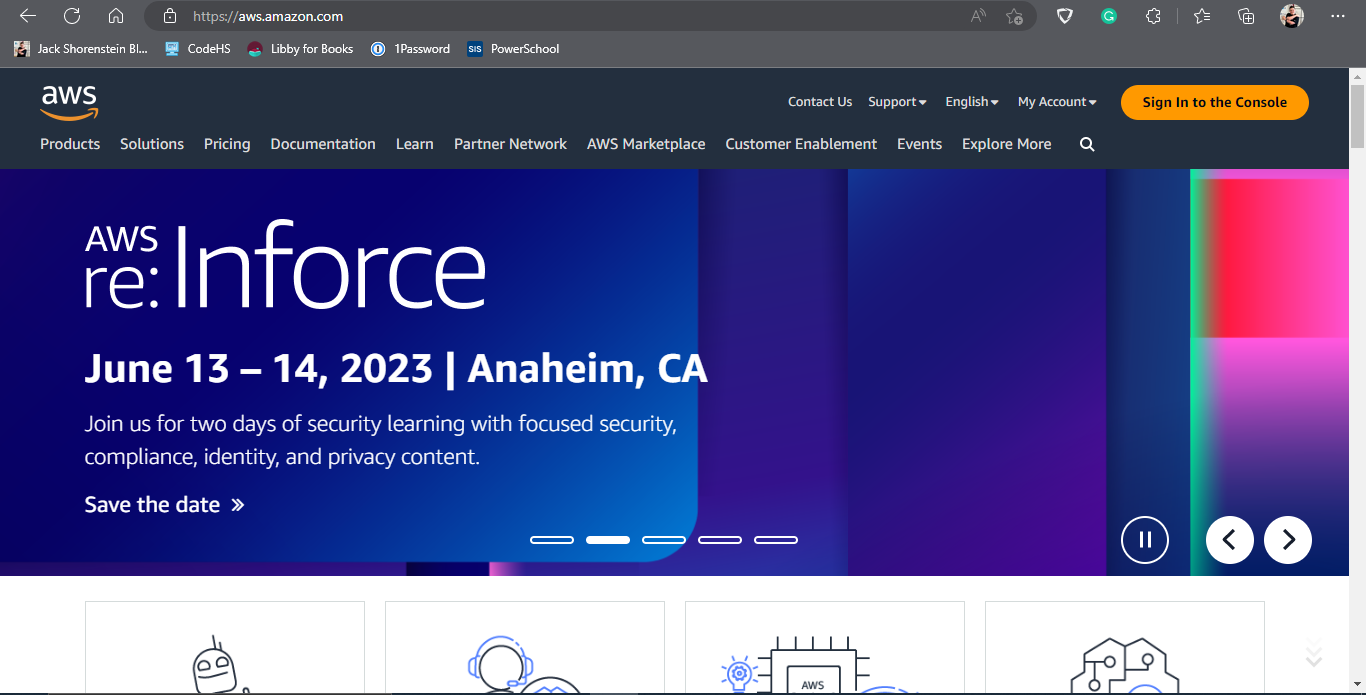 https://aws.amazon.com
Jack Shorenstein Bl... CodeHS Libby for Books 1Password SIS PowerSchool
aws
Contact Us Support English My Account Sign In to the Console
Products Solutions Pricing Documentation Learn Partner Network AWS Marketplace Customer Enablement Events Explore More
AWS
re:Inforce
June 13 – 14, 2023 | Anaheim, CA
Join us for two days of security learning with focused security,
compliance, identity, and privacy content.
Save the date »
AWS